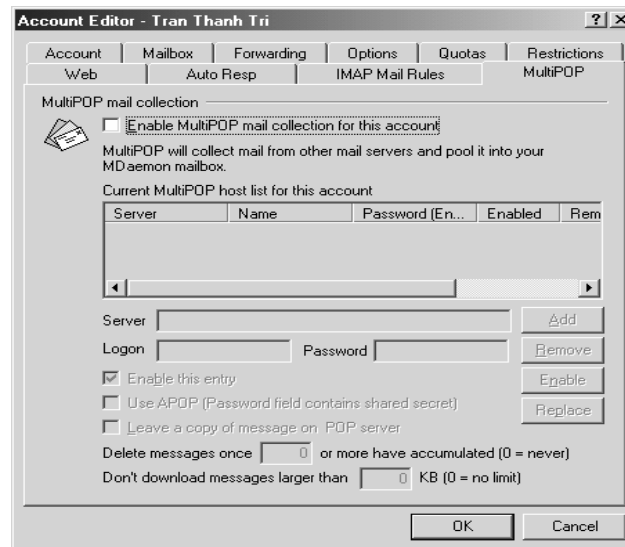 Account Editor - Tran Thanh Tri
Account Mailbox Forwarding Options Quotas Restrictions
Web Auto Resp IMAP Mail Rules MultiPOP
MultiPOP mail collection
Enable MultiPOP mail collection for this account
MultiPOP will collect mail from other mail servers and pool it into your
MDaemon mailbox.
Current MultiPOP host list for this account
Server Name Password (En... Enabled Rem
Server Add
Logon Password Remove
Enable this entry Enable
Use APOP (Password field contains shared secret) Replace
Leave a copy of message on POP server
Delete messages once 0 or more have accumulated (0 = never)
Don't download messages larger than 0 KB (0 = no limit)
OK Cancel